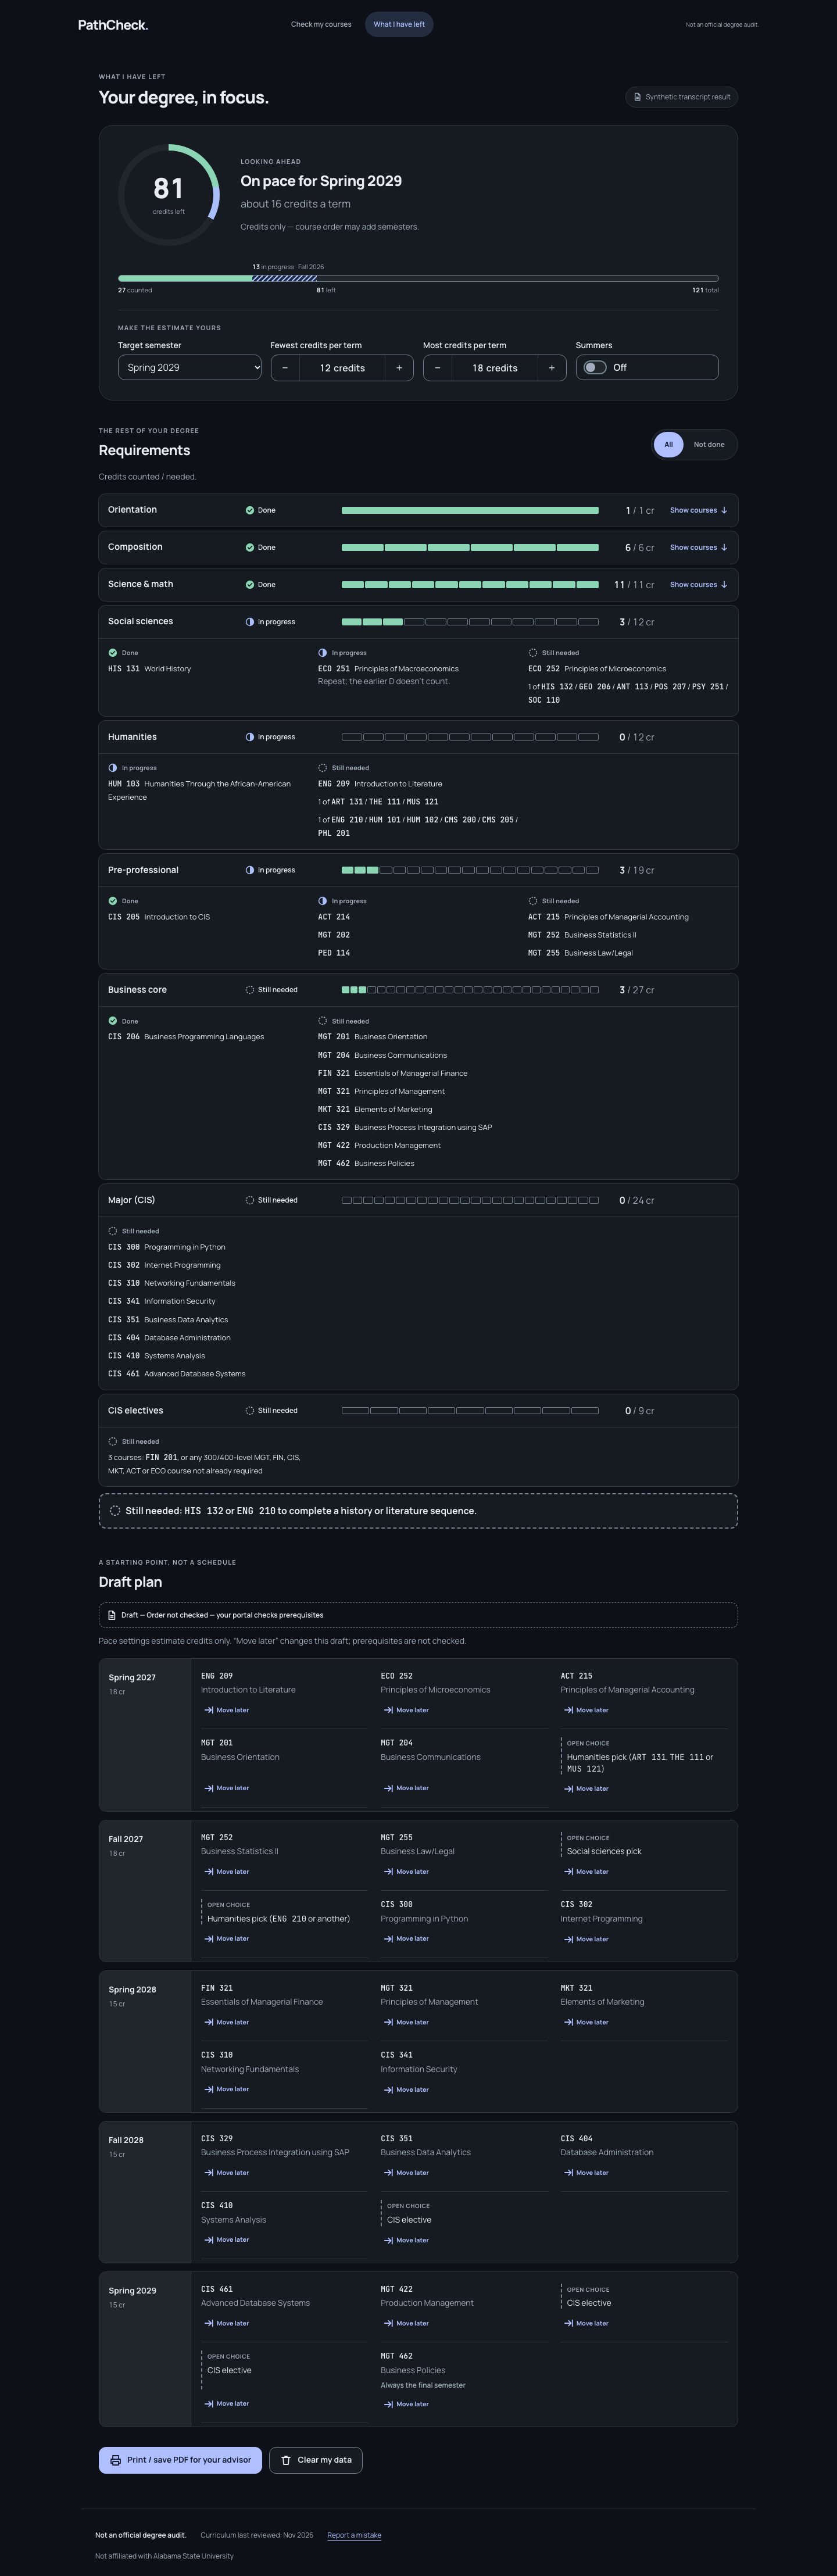 PathCheck.
Check my courses
What I have left
Not an official degree audit.
WHAT I HAVE LEFT
Your degree, in focus.
Synthetic transcript result
81
credits left
LOOKING AHEAD
On pace for Spring 2029
about 16 credits a term
Credits only — course order may add semesters.
13 in progress · Fall 2026
27 counted
81 left
121 total
MAKE THE ESTIMATE YOURS
Target semester
Fewest credits per term
Most credits per term
Summers
Spring 2029
− 12 credits +
− 18 credits +
Off
THE REST OF YOUR DEGREE
Requirements
All
Not done
Credits counted / needed.
Orientation
Done
1 / 1 cr
Show courses
Composition
Done
6 / 6 cr
Show courses
Science & math
Done
11 / 11 cr
Show courses
Social sciences
In progress
3 / 12 cr
Done
HIS 131 World History
In progress
ECO 251 Principles of Macroeconomics
Repeat; the earlier D doesn't count.
Still needed
ECO 252 Principles of Microeconomics
1 of HIS 132 / GEO 206 / ANT 113 / POS 207 / PSY 251 /
SOC 110
Humanities
In progress
0 / 12 cr
In progress
HUM 103 Humanities Through the African-American
Experience
Still needed
ENG 209 Introduction to Literature
1 of ART 131 / THE 111 / MUS 121
1 of ENG 210 / HUM 101 / HUM 102 / CMS 200 / CMS 205 /
PHL 201
Pre-professional
In progress
3 / 19 cr
Done
CIS 205 Introduction to CIS
In progress
ACT 214
MGT 202
PED 114
Still needed
ACT 215 Principles of Managerial Accounting
MGT 252 Business Statistics II
MGT 255 Business Law/Legal
Business core
Still needed
3 / 27 cr
Done
CIS 206 Business Programming Languages
Still needed
MGT 201 Business Orientation
MGT 204 Business Communications
FIN 321 Essentials of Managerial Finance
MGT 321 Principles of Management
MKT 321 Elements of Marketing
CIS 329 Business Process Integration using SAP
MGT 422 Production Management
MGT 462 Business Policies
Major (CIS)
Still needed
0 / 24 cr
Still needed
CIS 300 Programming in Python
CIS 302 Internet Programming
CIS 310 Networking Fundamentals
CIS 341 Information Security
CIS 351 Business Data Analytics
CIS 404 Database Administration
CIS 410 Systems Analysis
CIS 461 Advanced Database Systems
CIS electives
Still needed
0 / 9 cr
Still needed
3 courses: FIN 201, or any 300/400-level MGT, FIN, CIS,
MKT, ACT or ECO course not already required
Still needed: HIS 132 or ENG 210 to complete a history or literature sequence.
A STARTING POINT, NOT A SCHEDULE
Draft plan
Draft — Order not checked — your portal checks prerequisites
Pace settings estimate credits only. "Move later" changes this draft; prerequisites are not checked.
Spring 2027
18 cr
ENG 209
Introduction to Literature
Move later
ECO 252
Principles of Microeconomics
Move later
ACT 215
Principles of Managerial Accounting
Move later
MGT 201
Business Orientation
Move later
MGT 204
Business Communications
Move later
OPEN CHOICE
Humanities pick (ART 131, THE 111 or
MUS 121)
Move later
Fall 2027
18 cr
MGT 252
Business Statistics II
Move later
MGT 255
Business Law/Legal
Move later
OPEN CHOICE
Social sciences pick
Move later
OPEN CHOICE
Humanities pick (ENG 210 or another)
Move later
CIS 300
Programming in Python
Move later
CIS 302
Internet Programming
Move later
Spring 2028
15 cr
FIN 321
Essentials of Managerial Finance
Move later
MGT 321
Principles of Management
Move later
MKT 321
Elements of Marketing
Move later
CIS 310
Networking Fundamentals
Move later
CIS 341
Information Security
Move later
Fall 2028
15 cr
CIS 329
Business Process Integration using SAP
Move later
CIS 351
Business Data Analytics
Move later
CIS 404
Database Administration
Move later
CIS 410
Systems Analysis
Move later
OPEN CHOICE
CIS elective
Move later
Spring 2029
15 cr
CIS 461
Advanced Database Systems
Move later
MGT 422
Production Management
Move later
OPEN CHOICE
CIS elective
Move later
OPEN CHOICE
CIS elective
Move later
MGT 462
Business Policies
Always the final semester
Move later
Print / save PDF for your advisor
Clear my data
Not an official degree audit.
Curriculum last reviewed: Nov 2026
Report a mistake
Not affiliated with Alabama State University